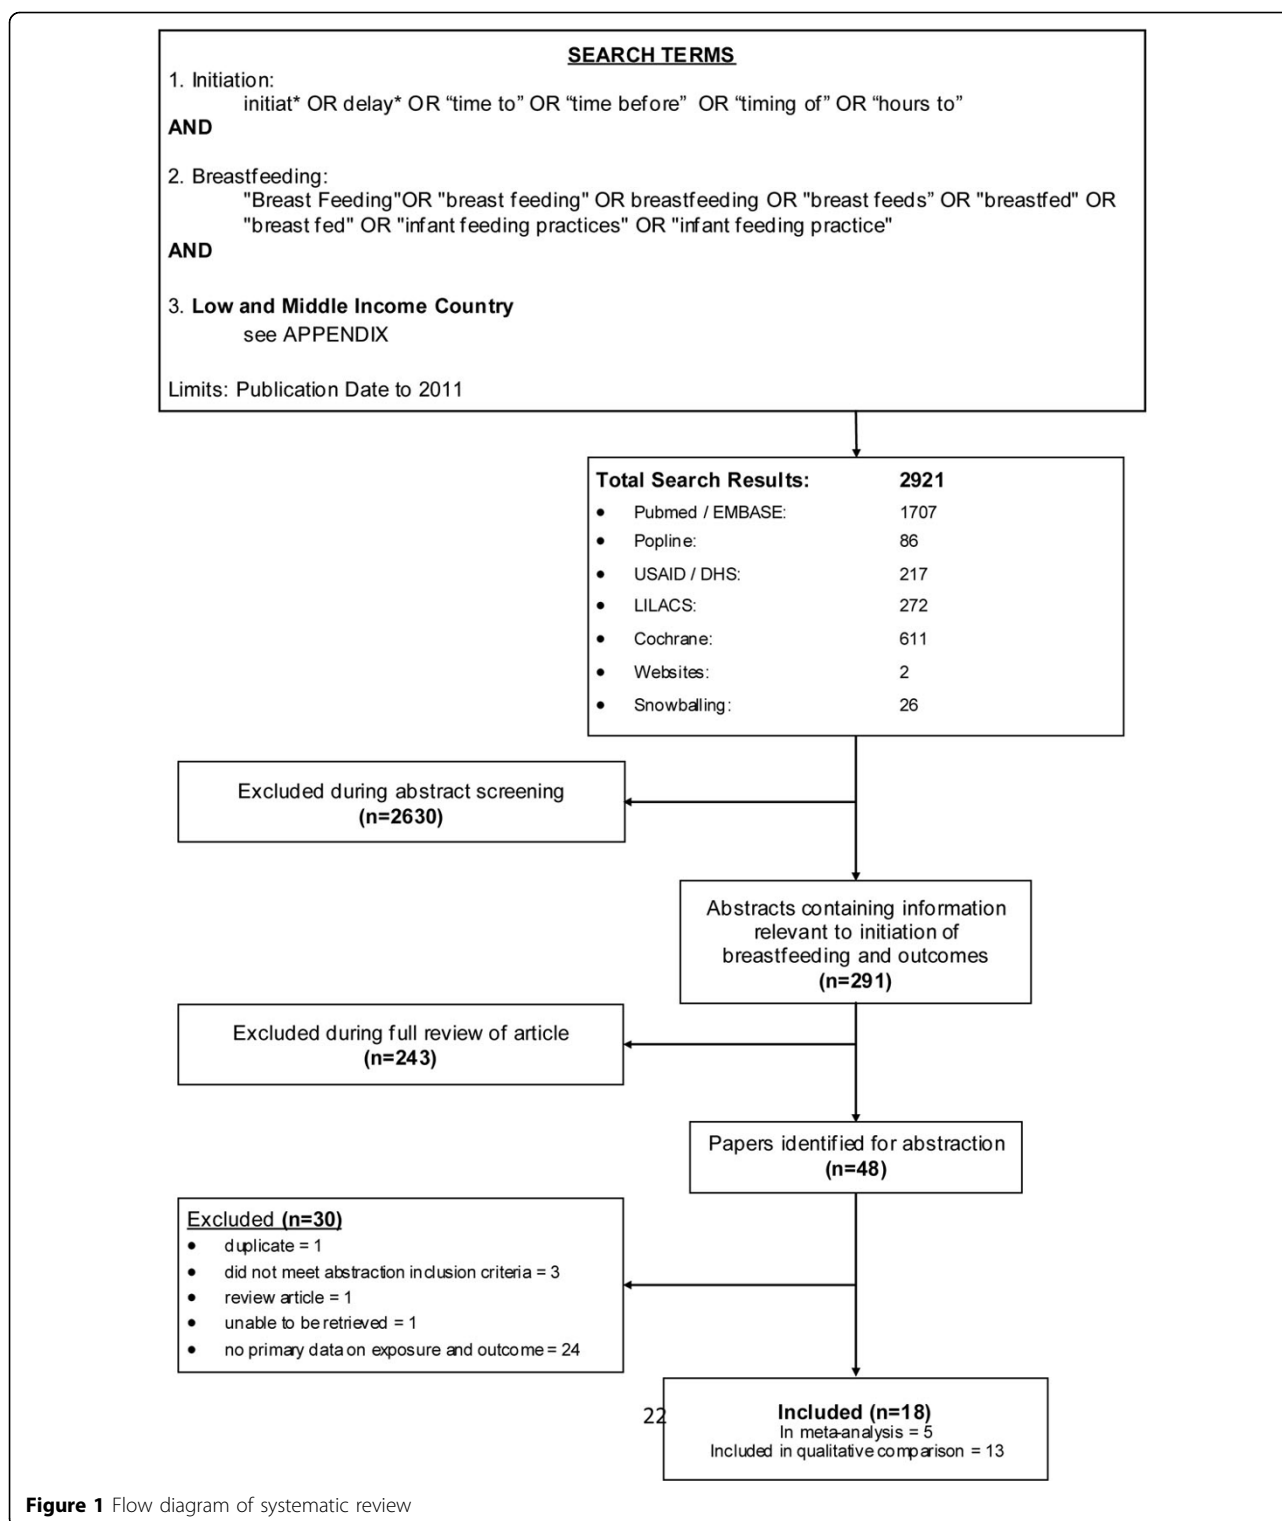 SEARCH TERMS
1. Initiation:
initiat* OR delay* OR “time to” OR “time before” OR “timing of” OR “hours to”
AND
2. Breastfeeding:
"Breast Feeding"OR "breast feeding" OR breastfeeding OR "breast feeds” OR "breastfed" OR
"breast fed" OR "infant feeding practices" OR "infant feeding practice"
AND
3. Low and Middle Income Country
see APPENDIX
Limits: Publication Date to 2011
Total Search Results: 2921
• Pubmed / EMBASE: 1707
• Popline: 86
• USAID / DHS: 217
• LILACS: 272
• Cochrane: 611
• Websites: 2
• Snowballing: 26
Excluded during abstract screening
(n=2630)
Abstracts containing information
relevant to initiation of
breastfeeding and outcomes
(n=291)
Excluded during full review of article
(n=243)
Papers identified for abstraction
(n=48)
Excluded (n=30)
• duplicate = 1
• did not meet abstraction inclusion criteria = 3
• review article = 1
• unable to be retrieved = 1
• no primary data on exposure and outcome = 24
22
Included (n=18)
In meta-analysis = 5
Included in qualitative comparison = 13
Figure 1 Flow diagram of systematic review